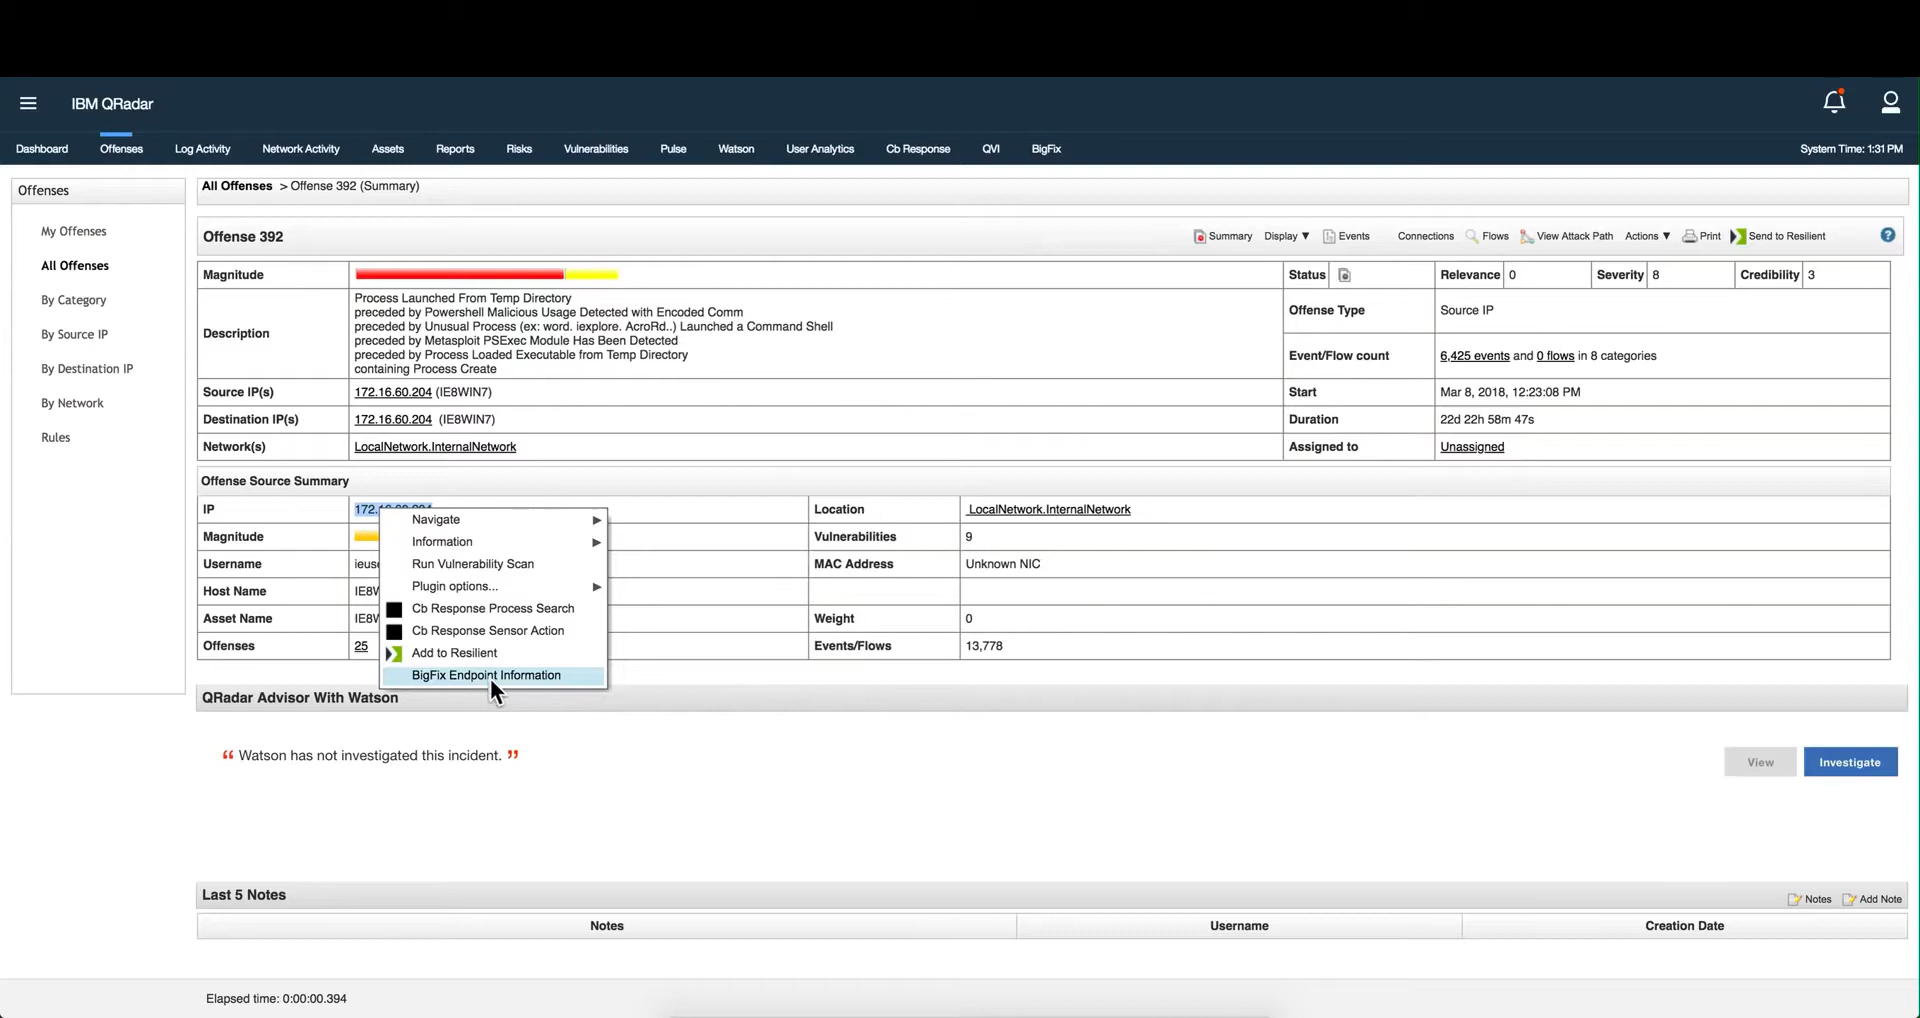 IBM QRadar
Dashboard Offenses Log Activity Network Activity Assets Reports Risks Vulnerabilities Pulse Watson User Analytics Cb Response QVI BigFix System Time: 1:31 PM
Offenses
My Offenses
All Offenses
By Category
By Source IP
By Destination IP
By Network
Rules
All Offenses > Offense 392 (Summary)
Offense 392 Summary Display ▼ Events Connections Flows View Attack Path Actions ▼ Print Send to Resilient ?
Magnitude Status Relevance 0 Severity 8 Credibility 3
Description
Process Launched From Temp Directory
preceded by Powershell Malicious Usage Detected with Encoded Comm
preceded by Unusual Process (ex: word. iexplore. AcroRd..) Launched a Command Shell
preceded by Metasploit PSExec Module Has Been Detected
preceded by Process Loaded Executable from Temp Directory
containing Process Create
Offense Type Source IP
Event/Flow count 6,425 events and 0 flows in 8 categories
Source IP(s) 172.16.60.204 (IE8WIN7) Start Mar 8, 2018, 12:23:08 PM
Destination IP(s) 172.16.60.204 (IE8WIN7) Duration 22d 22h 58m 47s
Network(s) LocalNetwork.InternalNetwork Assigned to Unassigned
Offense Source Summary
IP 172.16.60.204 Location LocalNetwork.InternalNetwork
Magnitude Vulnerabilities 9
Username ieuse MAC Address Unknown NIC
Host Name IE8W
Asset Name IE8W Weight 0
Offenses 25 Events/Flows 13,778
Navigate
Information
Run Vulnerability Scan
Plugin options...
Cb Response Process Search
Cb Response Sensor Action
Add to Resilient
BigFix Endpoint Information
QRadar Advisor With Watson
“ Watson has not investigated this incident. ”
View Investigate
Last 5 Notes Notes Add Note
Notes Username Creation Date
Elapsed time: 0:00:00.394